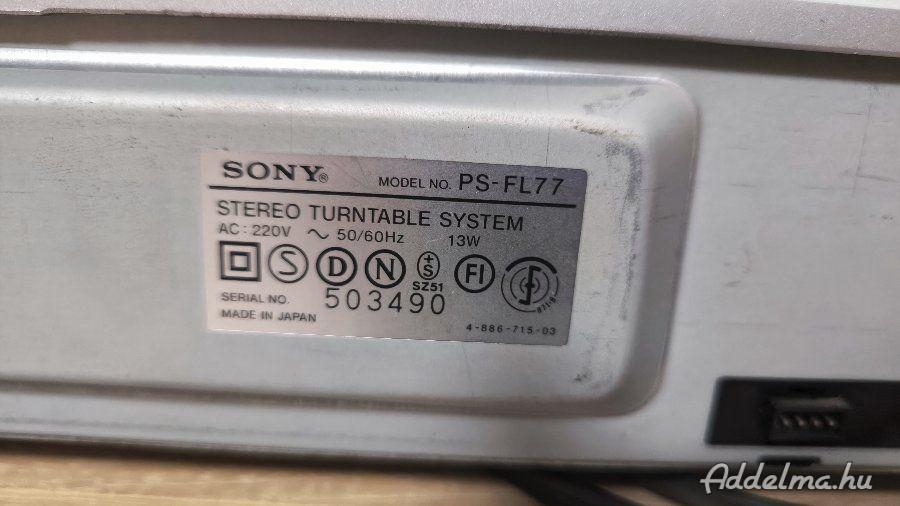 SONY® MODEL NO. PS-FL77
STEREO TURNTABLE SYSTEM
AC: 220V ~ 50/60Hz 13W
S D N +S FI S
SZ51
SERIAL NO. 503490
MADE IN JAPAN
4-886-715-03
Addelma.hu